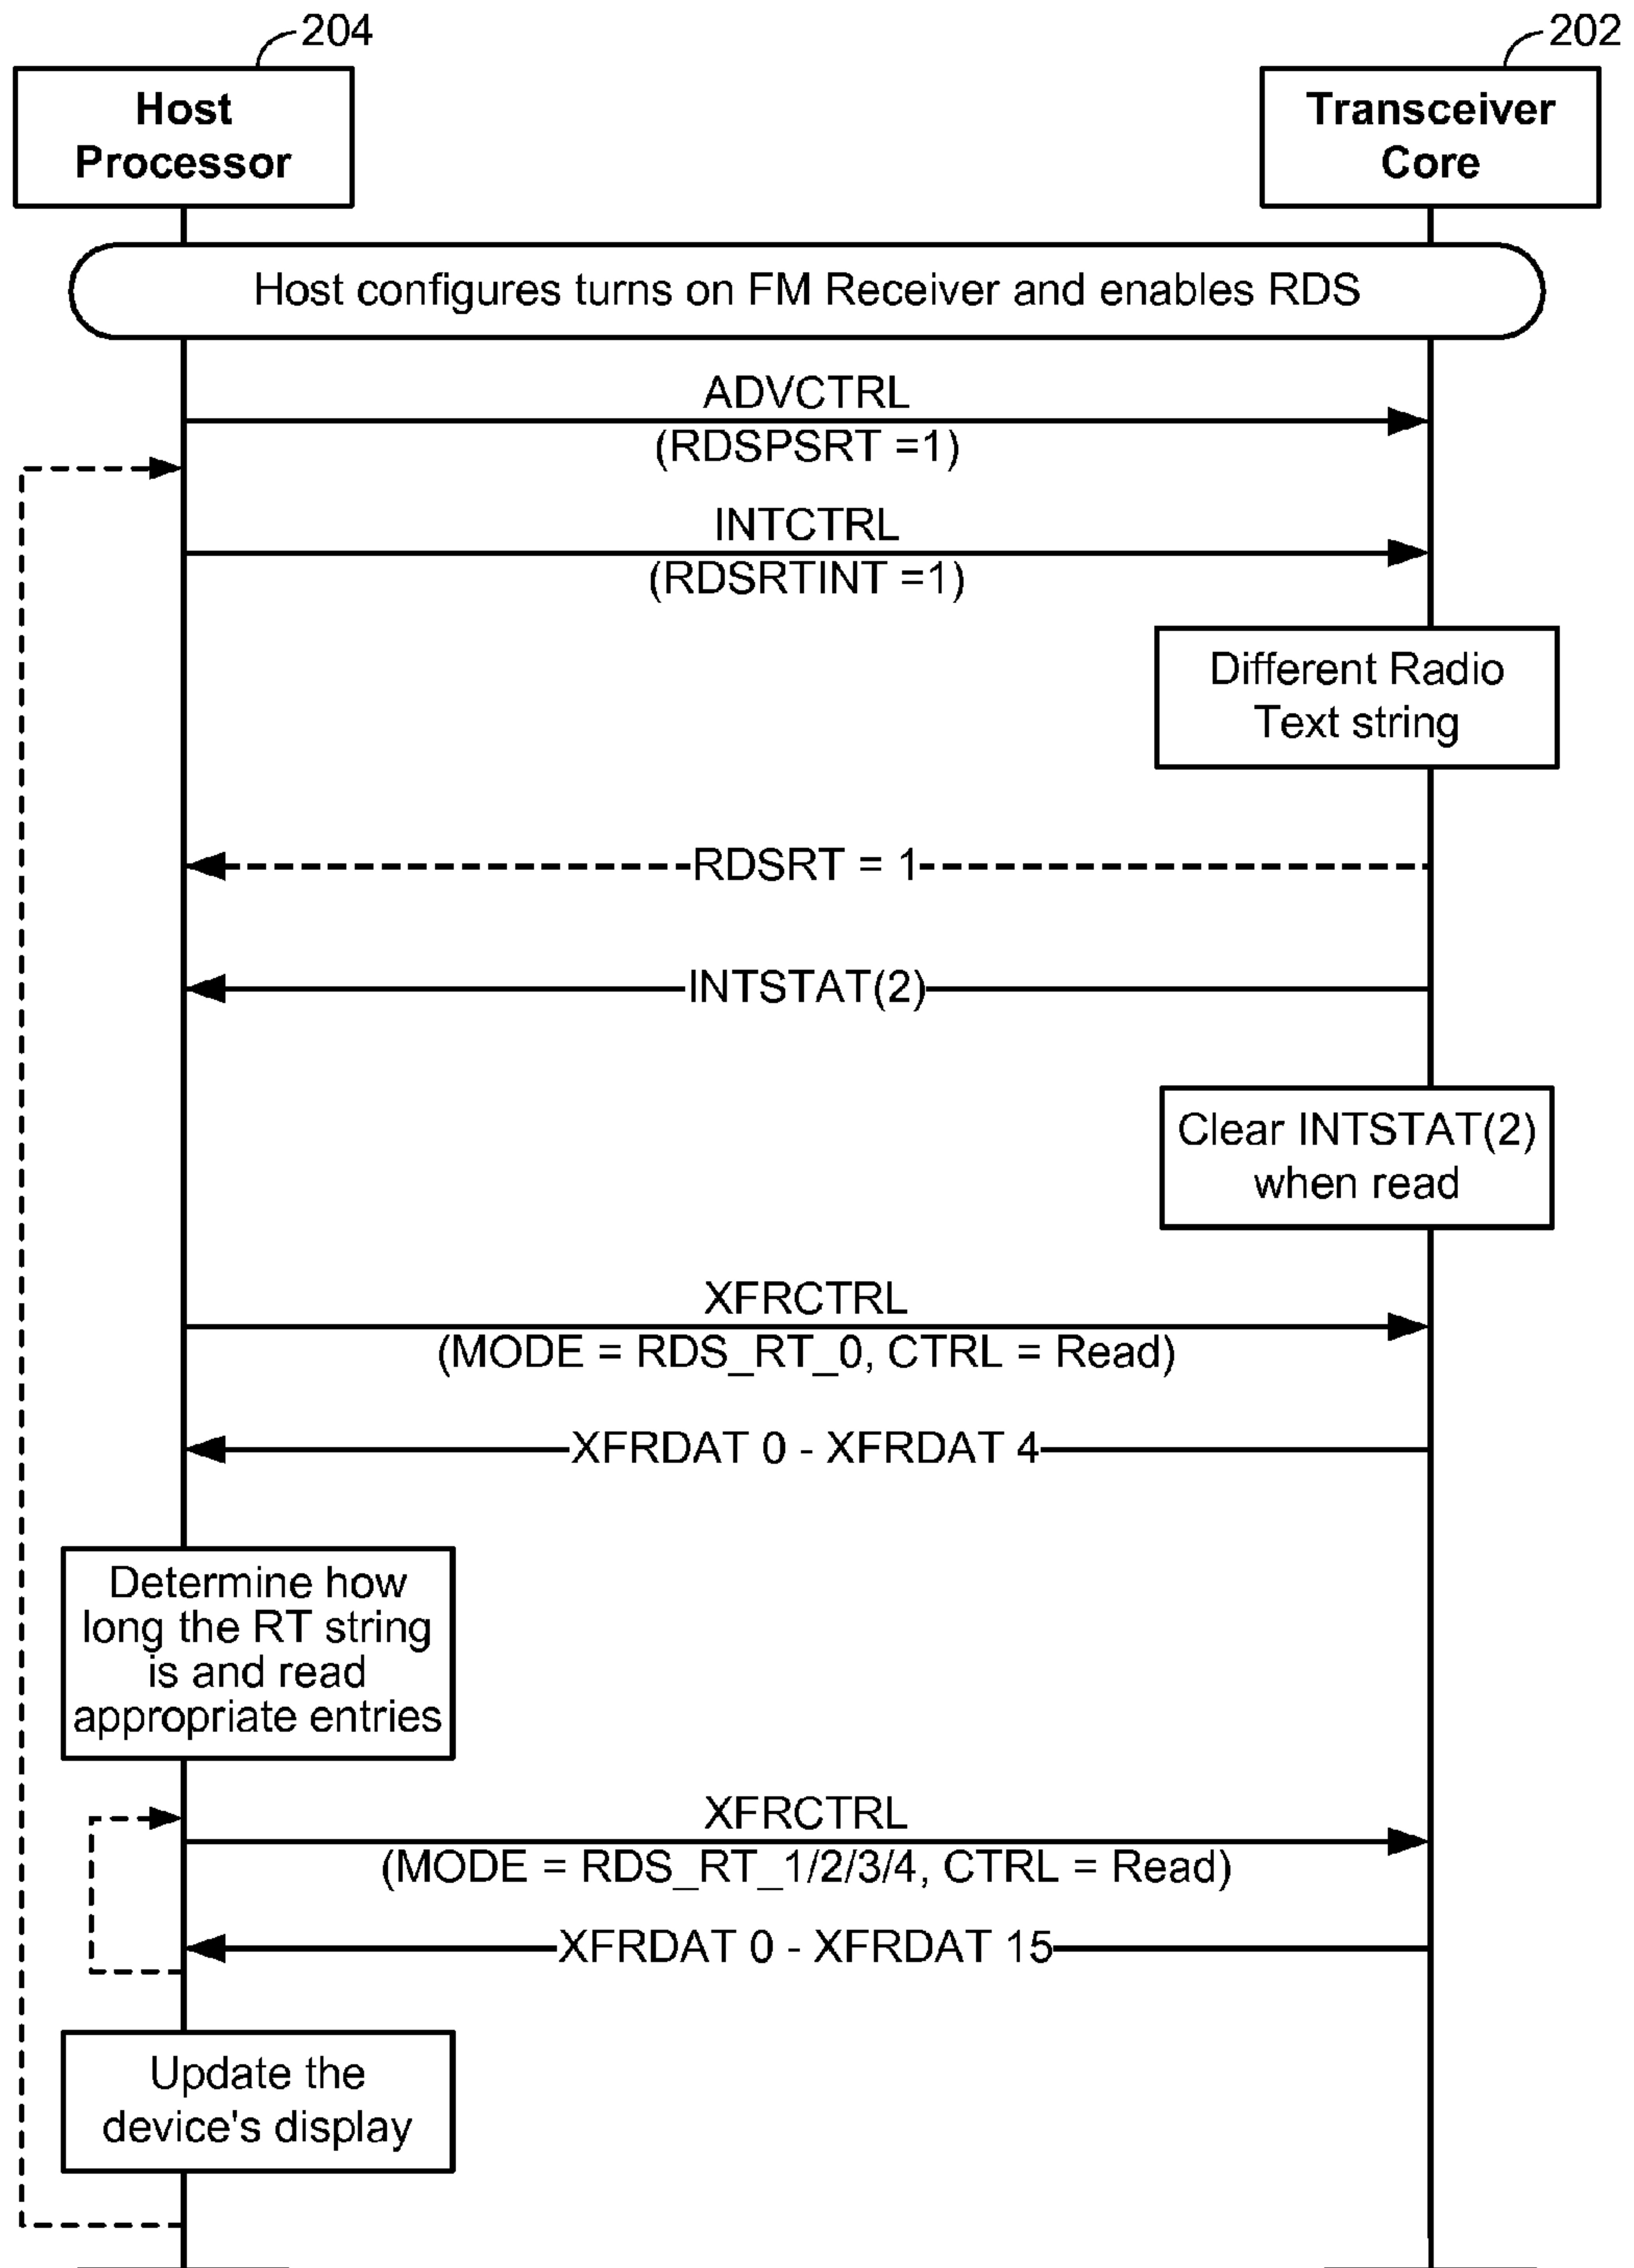 204
202
Host
Processor
Transceiver
Core
Host configures turns on FM Receiver and enables RDS
ADVCTRL
(RDSPSRT =1)
INTCTRL
(RDSRTINT =1)
Different Radio
Text string
RDSRT = 1
INTSTAT(2)
Clear INTSTAT(2)
when read
XFRCTRL
(MODE = RDS_RT_0, CTRL = Read)
XFRDAT 0 - XFRDAT 4
Determine how
long the RT string
is and read
appropriate entries
XFRCTRL
(MODE = RDS_RT_1/2/3/4, CTRL = Read)
XFRDAT 0 - XFRDAT 15
Update the
device's display